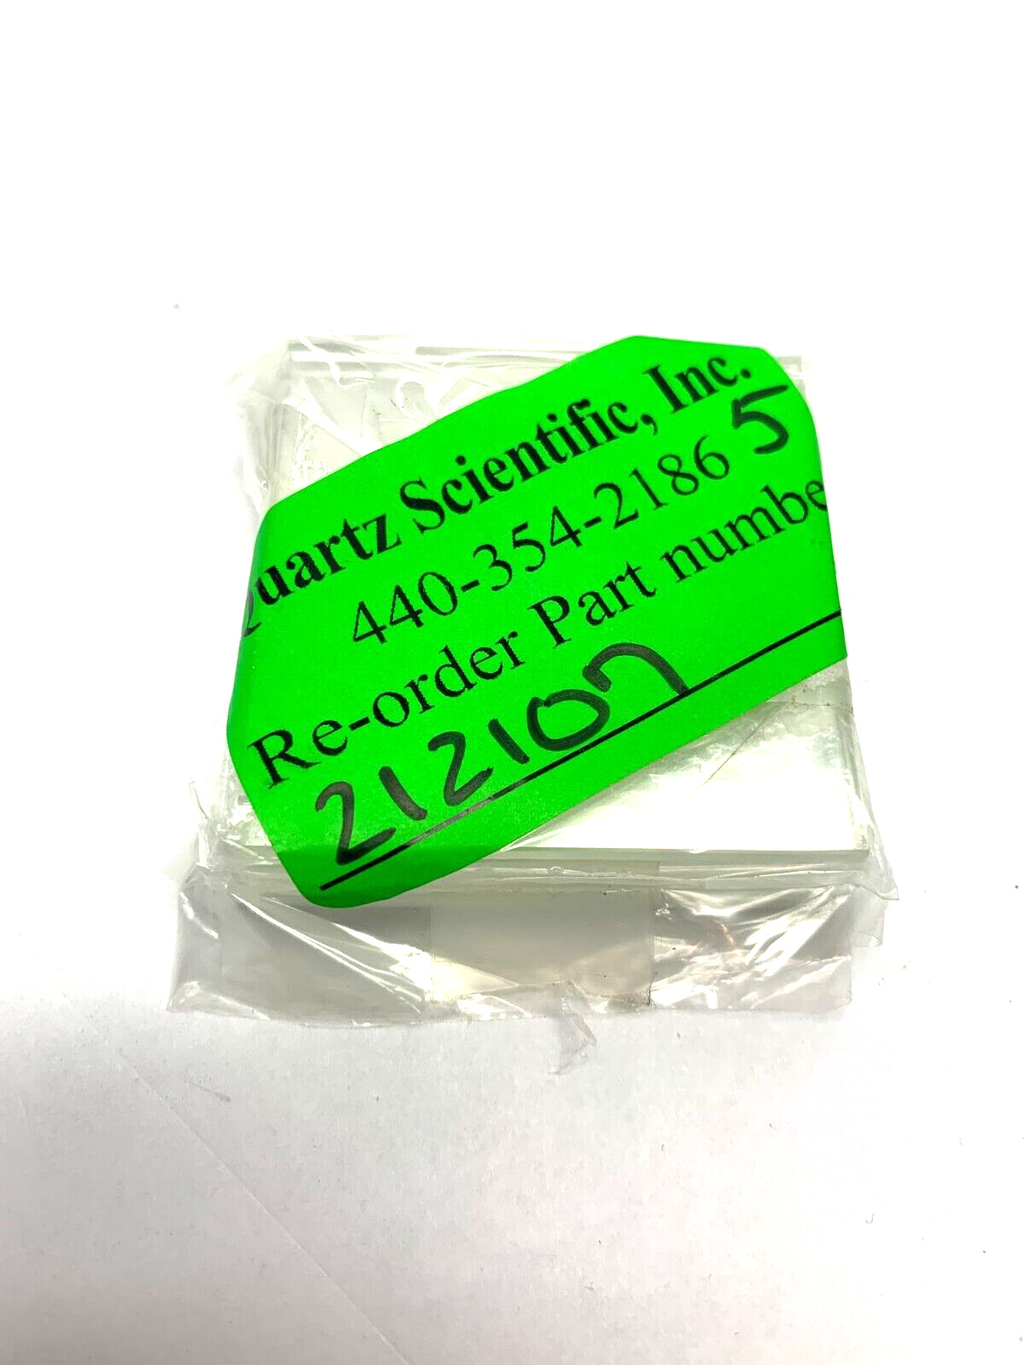 Quartz Scientific, Inc.
440-354-2186 5
Re-order Part numbe
212107